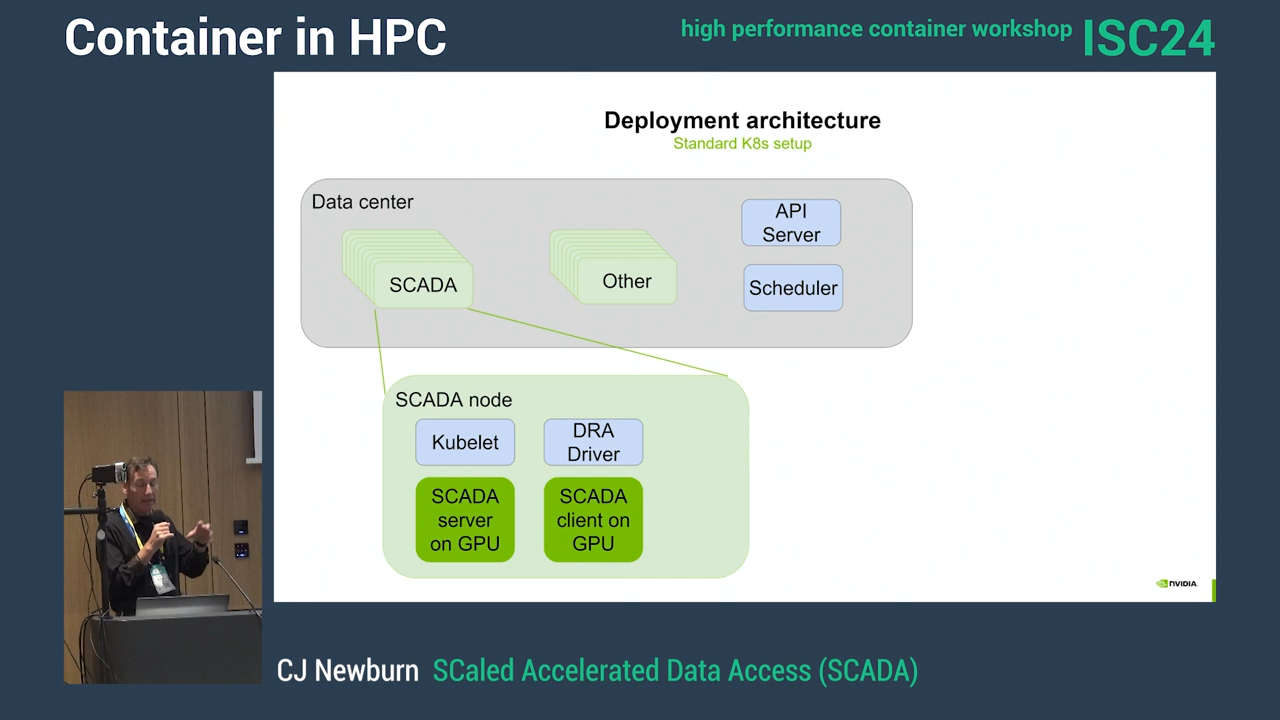 Container in HPC
high performance container workshop ISC24
Deployment architecture
Standard K8s setup
Data center
SCADA
Other
API
Server
Scheduler
SCADA node
Kubelet
DRA
Driver
SCADA
server
on GPU
SCADA
client on
GPU
NVIDIA
CJ Newburn SCaled Accelerated Data Access (SCADA)